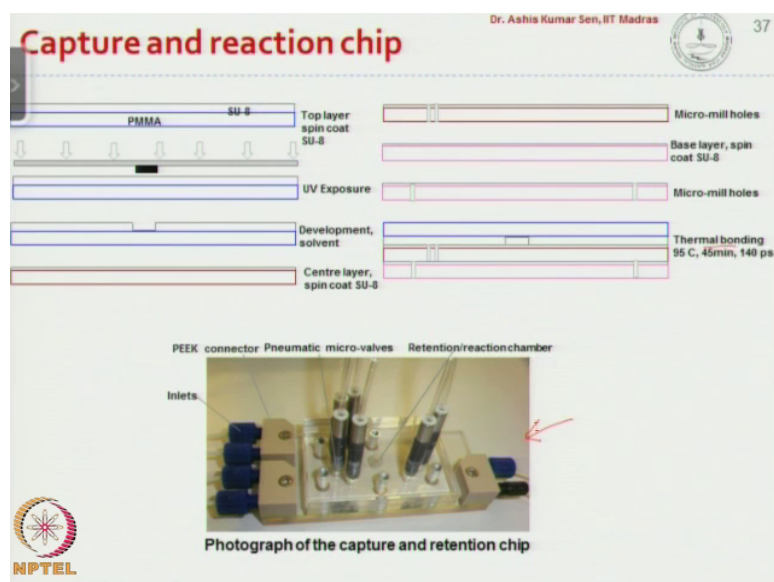 Dr. Ashis Kumar Sen, IIT Madras
37
Capture and reaction chip
SU-8
PMMA
Top layer
spin coat
SU-8
UV Exposure
Development,
solvent
Centre layer,
spin coat SU-8
Micro-mill holes
Base layer, spin
coat SU-8
Micro-mill holes
Thermal bonding
95 C, 45min, 140 ps
PEEK connector
Pneumatic micro-valves
Retention/reaction chamber
Inlets
Photograph of the capture and retention chip
NPTEL